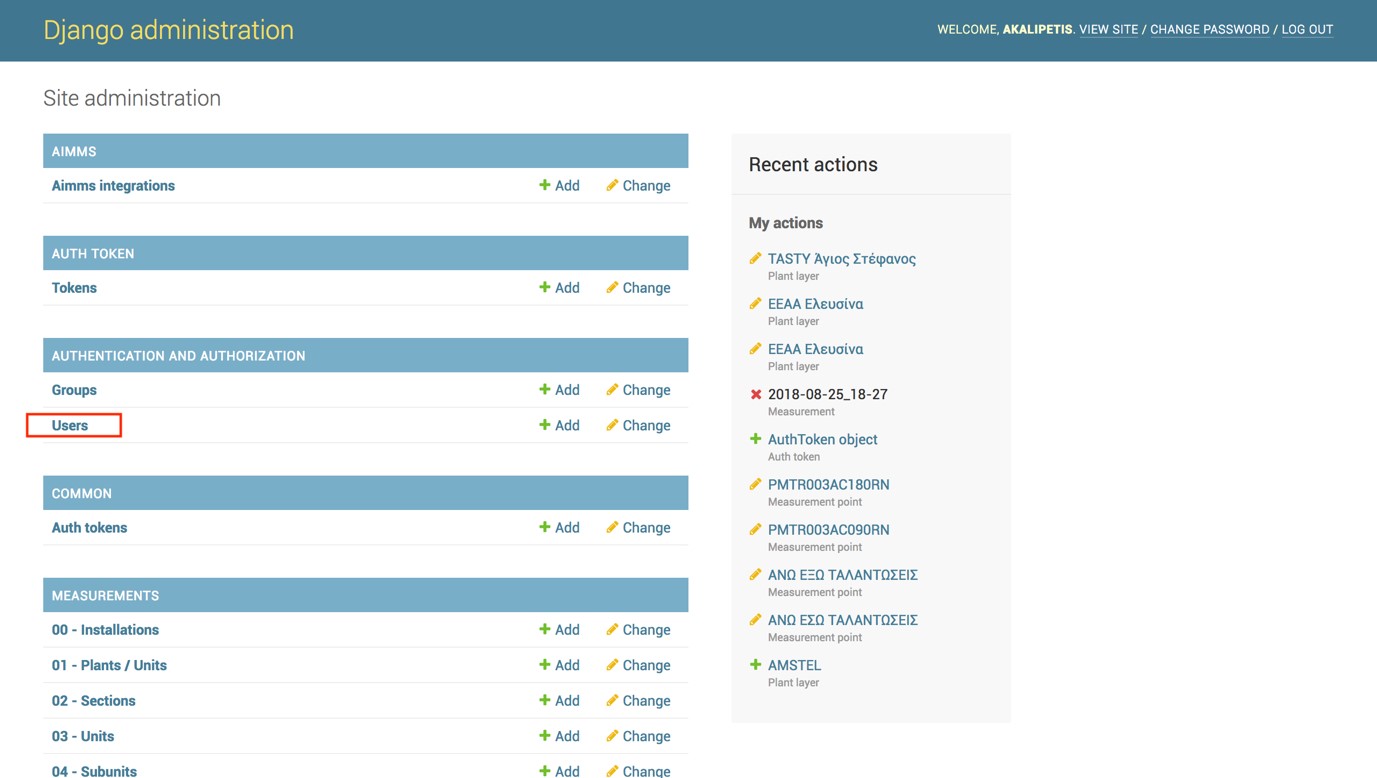 Django administration
WELCOME, AKALIPETIS. VIEW SITE / CHANGE PASSWORD / LOG OUT
Site administration
AIMMS
Aimms integrations Add Change
AUTH TOKEN
Tokens Add Change
AUTHENTICATION AND AUTHORIZATION
Groups Add Change
Users Add Change
COMMON
Auth tokens Add Change
MEASUREMENTS
00 - Installations Add Change
01 - Plants / Units Add Change
02 - Sections Add Change
03 - Units Add Change
04 - Subunits Add Change
Recent actions
My actions
TASTY Άγιος Στέφανος
Plant layer
ΕΕΑΑ Ελευσίνα
Plant layer
ΕΕΑΑ Ελευσίνα
Plant layer
2018-08-25_18-27
Measurement
AuthToken object
Auth token
PMTR003AC180RN
Measurement point
PMTR003AC090RN
Measurement point
ΑΝΩ ΕΞΩ ΤΑΛΑΝΤΩΣΕΙΣ
Measurement point
ΑΝΩ ΕΣΩ ΤΑΛΑΝΤΩΣΕΙΣ
Measurement point
AMSTEL
Plant layer